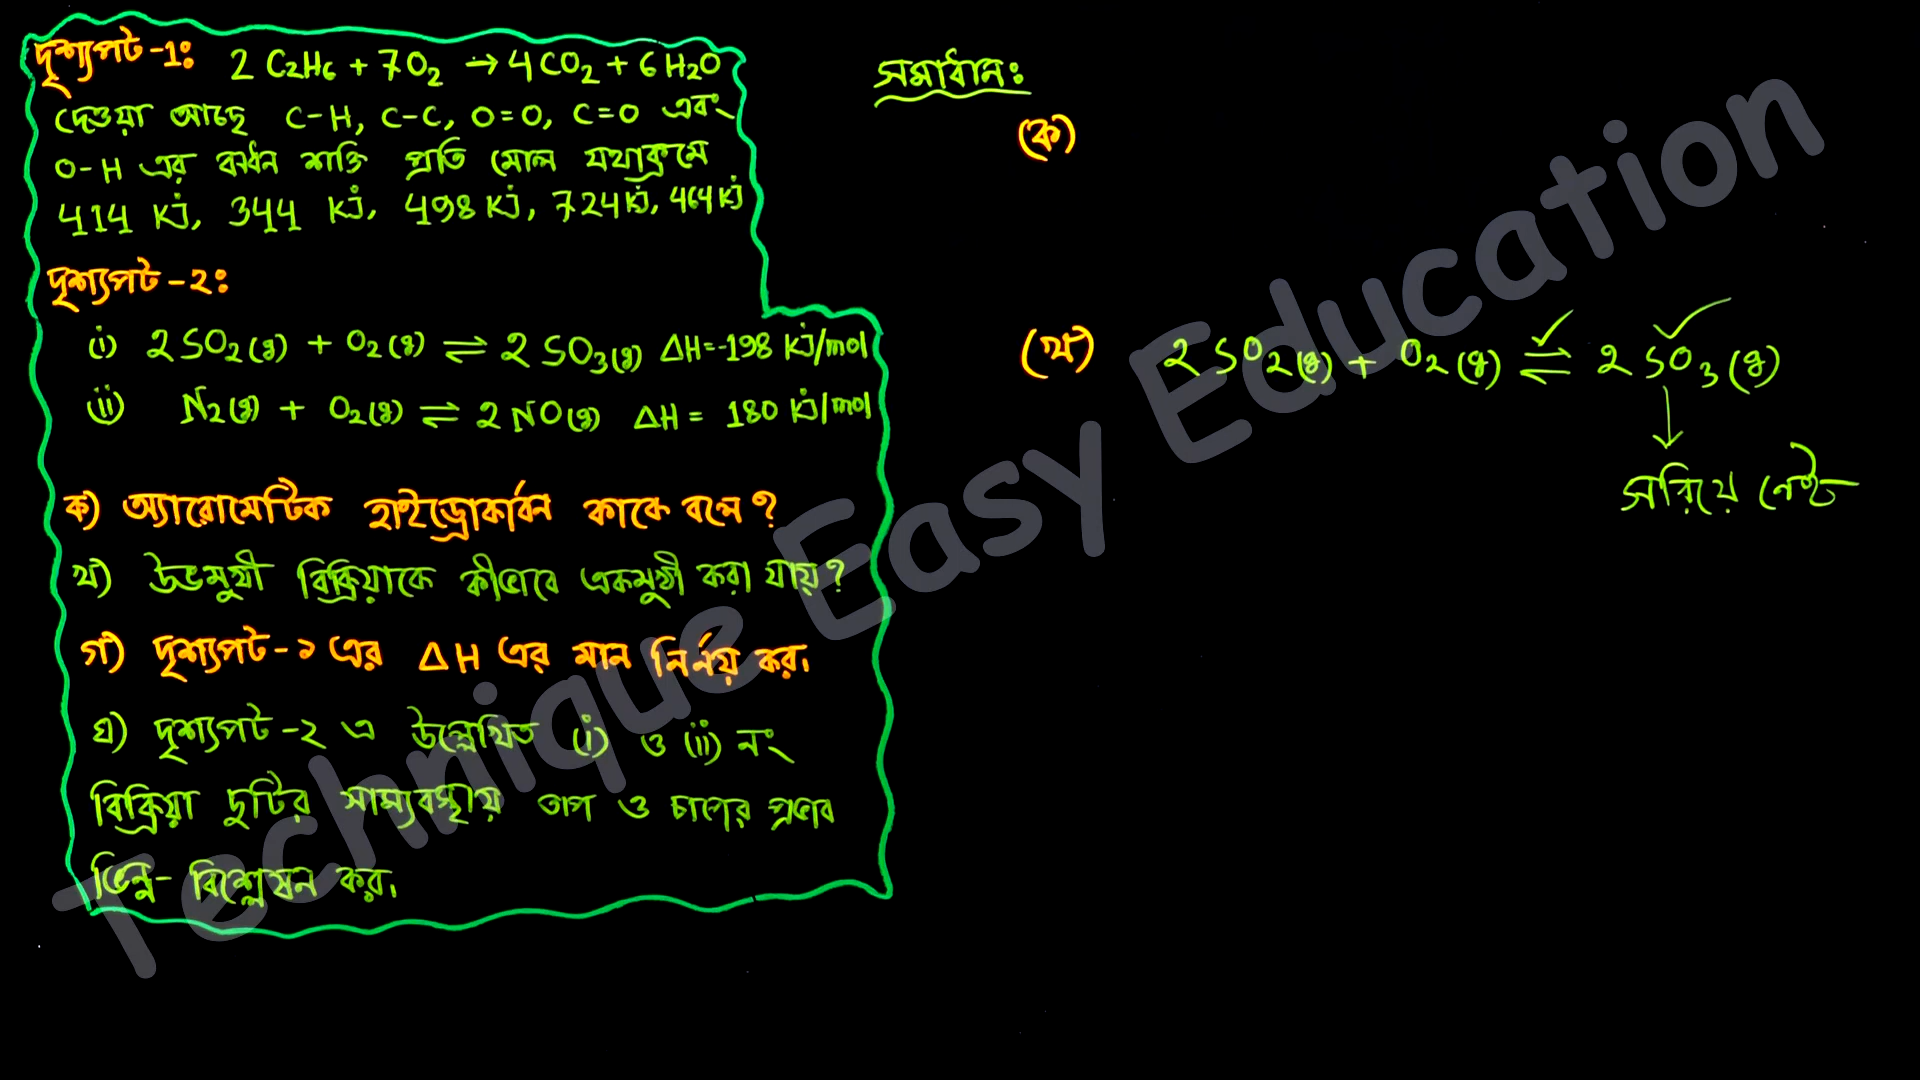 দৃশ্যপট-1ঃ 2 C2H6 + 7O2 → 4CO2 + 6H2O
দেওয়া আছে C-H, C-C, O=O, C=O এবং
O-H এর বন্ধন শক্তি প্রতি মোল যথাক্রমে
414 KJ, 344 KJ, 498 KJ, 724 KJ, 464 KJ
দৃশ্যপট-২ঃ
(i) 2SO2(g) + O2(g) ⇌ 2SO3(g) ΔH=-198 KJ/mol
(ii) N2(g) + O2(g) ⇌ 2NO(g) ΔH = 180 KJ/mol
ক) অ্যারোমেটিক হাইড্রোকার্বন কাকে বলে?
খ) উভমুখী বিক্রিয়াকে কীভাবে একমুখী করা যায়?
গ) দৃশ্যপট-১ এর ΔH এর মান নির্নয় কর।
ঘ) দৃশ্যপট-২ এ উল্লেখিত (i) ও (ii) নং
বিক্রিয়া দুটির সাম্যবস্থায় তাপ ও চাপের প্রভাব
ভিন্ন- বিশ্লেষন কর।
সমাধানঃ
(ক)
(খ) 2SO2(g) + O2(g) ⇌ 2SO3(g)
সরিয়ে নেই
Technique Easy Education